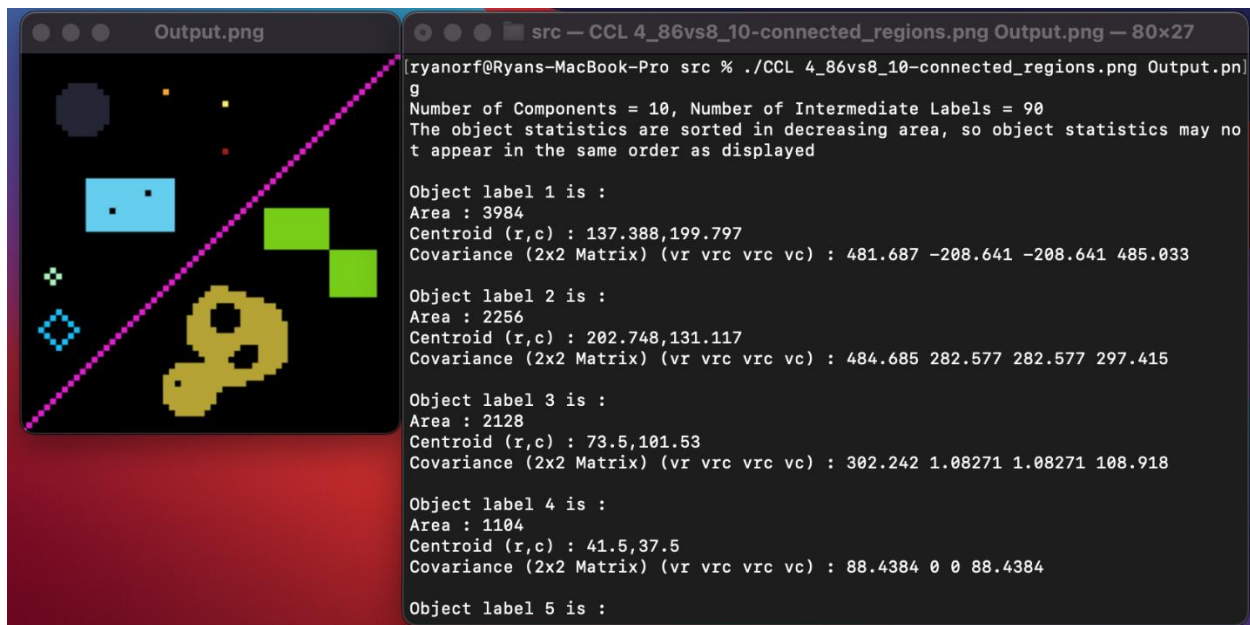 Output.png
src — CCL 4_86vs8_10-connected_regions.png Output.png — 80×27
[ryanorf@Ryans-MacBook-Pro src % ./CCL 4_86vs8_10-connected_regions.png Output.pn]
g
Number of Components = 10, Number of Intermediate Labels = 90
The object statistics are sorted in decreasing area, so object statistics may no
t appear in the same order as displayed
Object label 1 is :
Area : 3984
Centroid (r,c) : 137.388,199.797
Covariance (2x2 Matrix) (vr vrc vrc vc) : 481.687 -208.641 -208.641 485.033
Object label 2 is :
Area : 2256
Centroid (r,c) : 202.748,131.117
Covariance (2x2 Matrix) (vr vrc vrc vc) : 484.685 282.577 282.577 297.415
Object label 3 is :
Area : 2128
Centroid (r,c) : 73.5,101.53
Covariance (2x2 Matrix) (vr vrc vrc vc) : 302.242 1.08271 1.08271 108.918
Object label 4 is :
Area : 1104
Centroid (r,c) : 41.5,37.5
Covariance (2x2 Matrix) (vr vrc vrc vc) : 88.4384 0 0 88.4384
Object label 5 is :